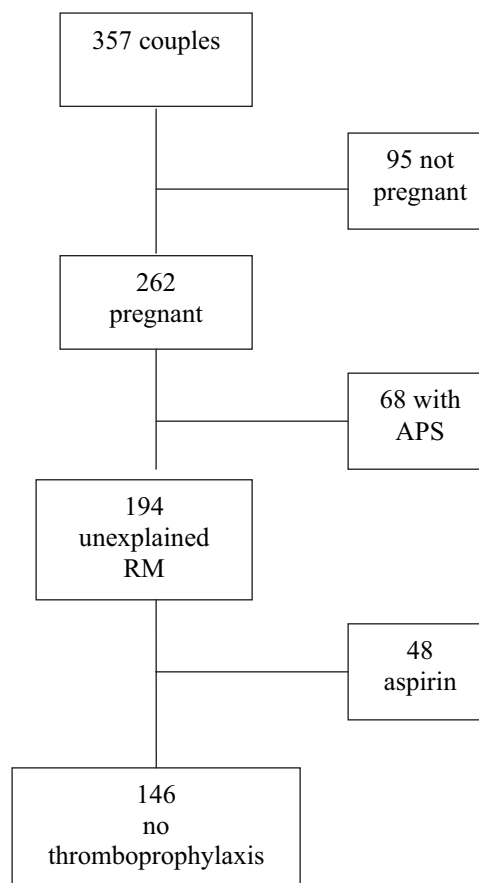 357 couples
95 not
pregnant
262
pregnant
68 with
APS
194
unexplained
RM
48
aspirin
146
no
thromboprophylaxis